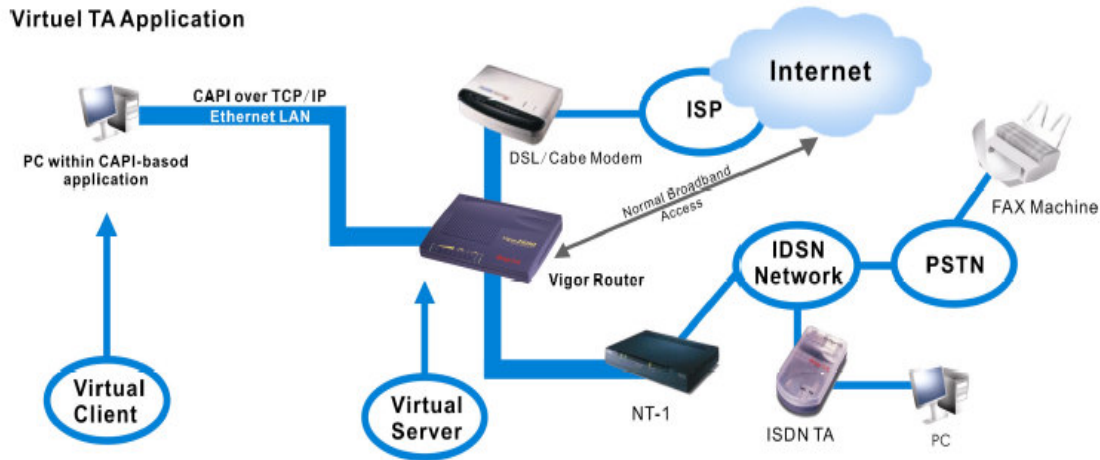 Virtuel TA Application
CAPI over TCP/IP
Ethernet LAN
PC within CAPI-basod
application
DSL/Cabe Modem
ISP
Internet
Normal Broadband
Access
FAX Machine
Vigor Router
IDSN
Network
PSTN
Virtual
Client
Virtual
Server
NT-1
ISDN TA
PC